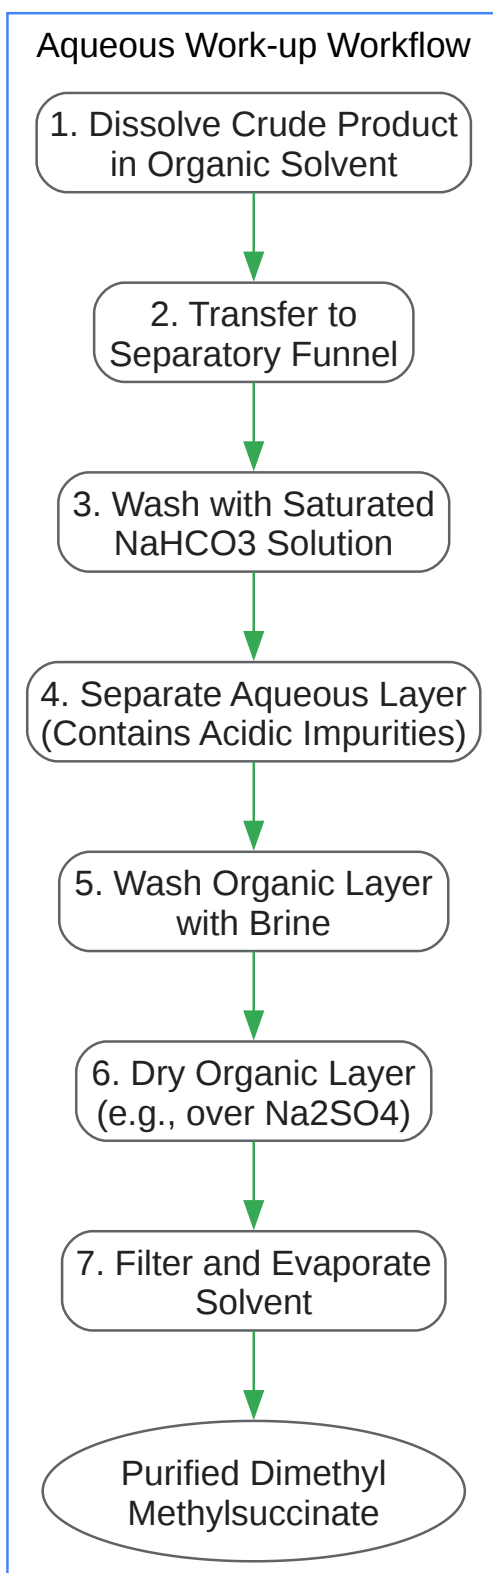 Aqueous Work-up Workflow
1. Dissolve Crude Product
in Organic Solvent
2. Transfer to
Separatory Funnel
3. Wash with Saturated
NaHCO3 Solution
4. Separate Aqueous Layer
(Contains Acidic Impurities)
5. Wash Organic Layer
with Brine
6. Dry Organic Layer
(e.g., over Na2SO4)
7. Filter and Evaporate
Solvent
Purified Dimethyl
Methylsuccinate